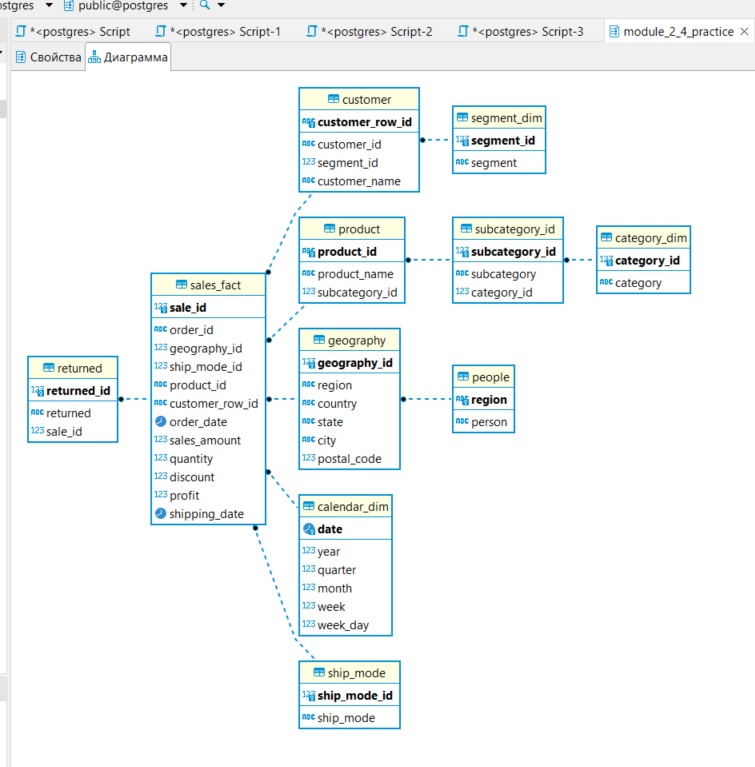 ostgres public@postgres
*<postgres> Script *<postgres> Script-1 *<postgres> Script-2 *<postgres> Script-3 module_2_4_practice
Свойства Диаграмма
customer
customer_row_id
customer_id
segment_id
customer_name
segment_dim
segment_id
segment
product
product_id
product_name
subcategory_id
subcategory_id
subcategory_id
subcategory
category_id
category_dim
category_id
category
sales_fact
sale_id
order_id
geography_id
ship_mode_id
product_id
customer_row_id
order_date
sales_amount
quantity
discount
profit
shipping_date
returned
returned_id
returned
sale_id
geography
geography_id
region
country
state
city
postal_code
people
region
person
calendar_dim
date
year
quarter
month
week
week_day
ship_mode
ship_mode_id
ship_mode